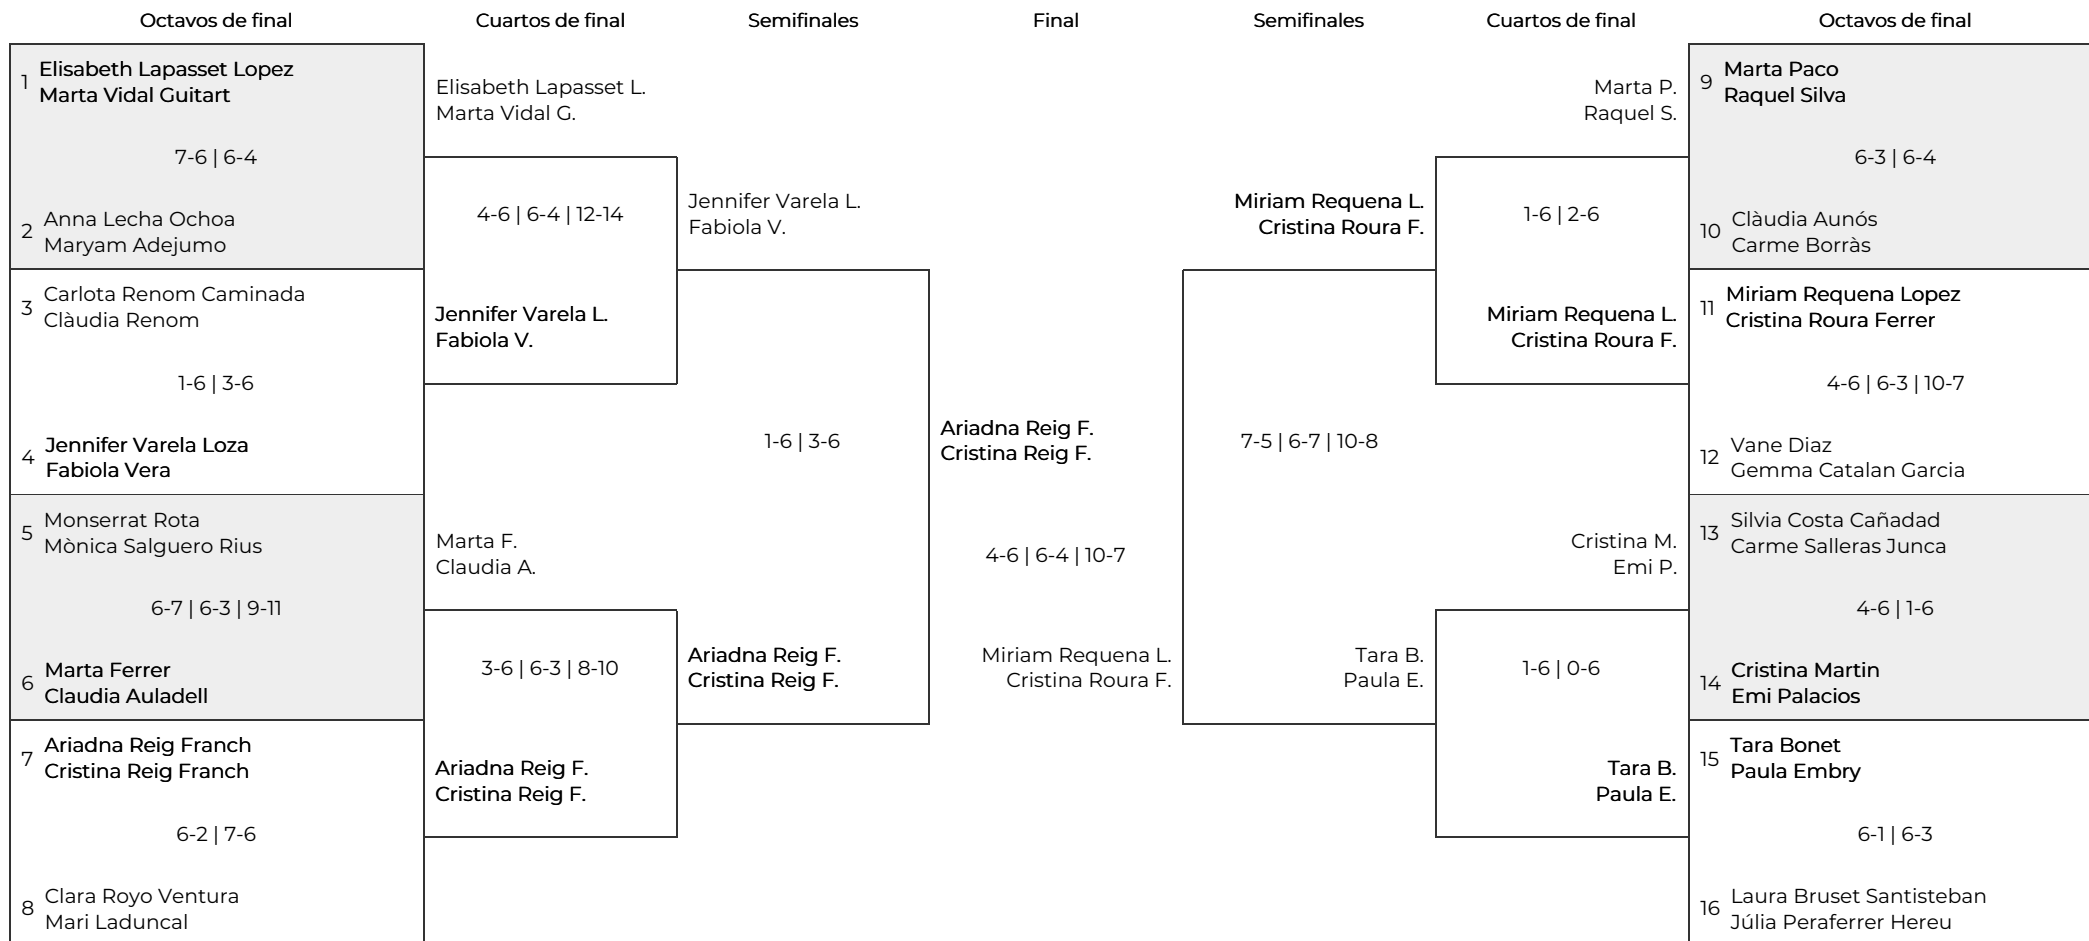 Octavos de final
Cuartos de final
Semifinales
Final
Semifinales
Cuartos de final
Octavos de final
1
Elisabeth Lapasset Lopez
Marta Vidal Guitart
7-6 | 6-4
2
Anna Lecha Ochoa
Maryam Adejumo
3
Carlota Renom Caminada
Clàudia Renom
1-6 | 3-6
4
Jennifer Varela Loza
Fabiola Vera
5
Monserrat Rota
Mònica Salguero Rius
6-7 | 6-3 | 9-11
6
Marta Ferrer
Claudia Auladell
7
Ariadna Reig Franch
Cristina Reig Franch
6-2 | 7-6
8
Clara Royo Ventura
Mari Laduncal
Elisabeth Lapasset L.
Marta Vidal G.
4-6 | 6-4 | 12-14
Jennifer Varela L.
Fabiola V.
Marta F.
Claudia A.
3-6 | 6-3 | 8-10
Ariadna Reig F.
Cristina Reig F.
Jennifer Varela L.
Fabiola V.
1-6 | 3-6
Ariadna Reig F.
Cristina Reig F.
Ariadna Reig F.
Cristina Reig F.
4-6 | 6-4 | 10-7
Miriam Requena L.
Cristina Roura F.
Miriam Requena L.
Cristina Roura F.
7-5 | 6-7 | 10-8
Tara B.
Paula E.
Marta P.
Raquel S.
1-6 | 2-6
Miriam Requena L.
Cristina Roura F.
Cristina M.
Emi P.
1-6 | 0-6
Tara B.
Paula E.
9
Marta Paco
Raquel Silva
6-3 | 6-4
10
Clàudia Aunós
Carme Borràs
11
Miriam Requena Lopez
Cristina Roura Ferrer
4-6 | 6-3 | 10-7
12
Vane Diaz
Gemma Catalan Garcia
13
Silvia Costa Cañadad
Carme Salleras Junca
4-6 | 1-6
14
Cristina Martin
Emi Palacios
15
Tara Bonet
Paula Embry
6-1 | 6-3
16
Laura Bruset Santisteban
Júlia Peraferrer Hereu